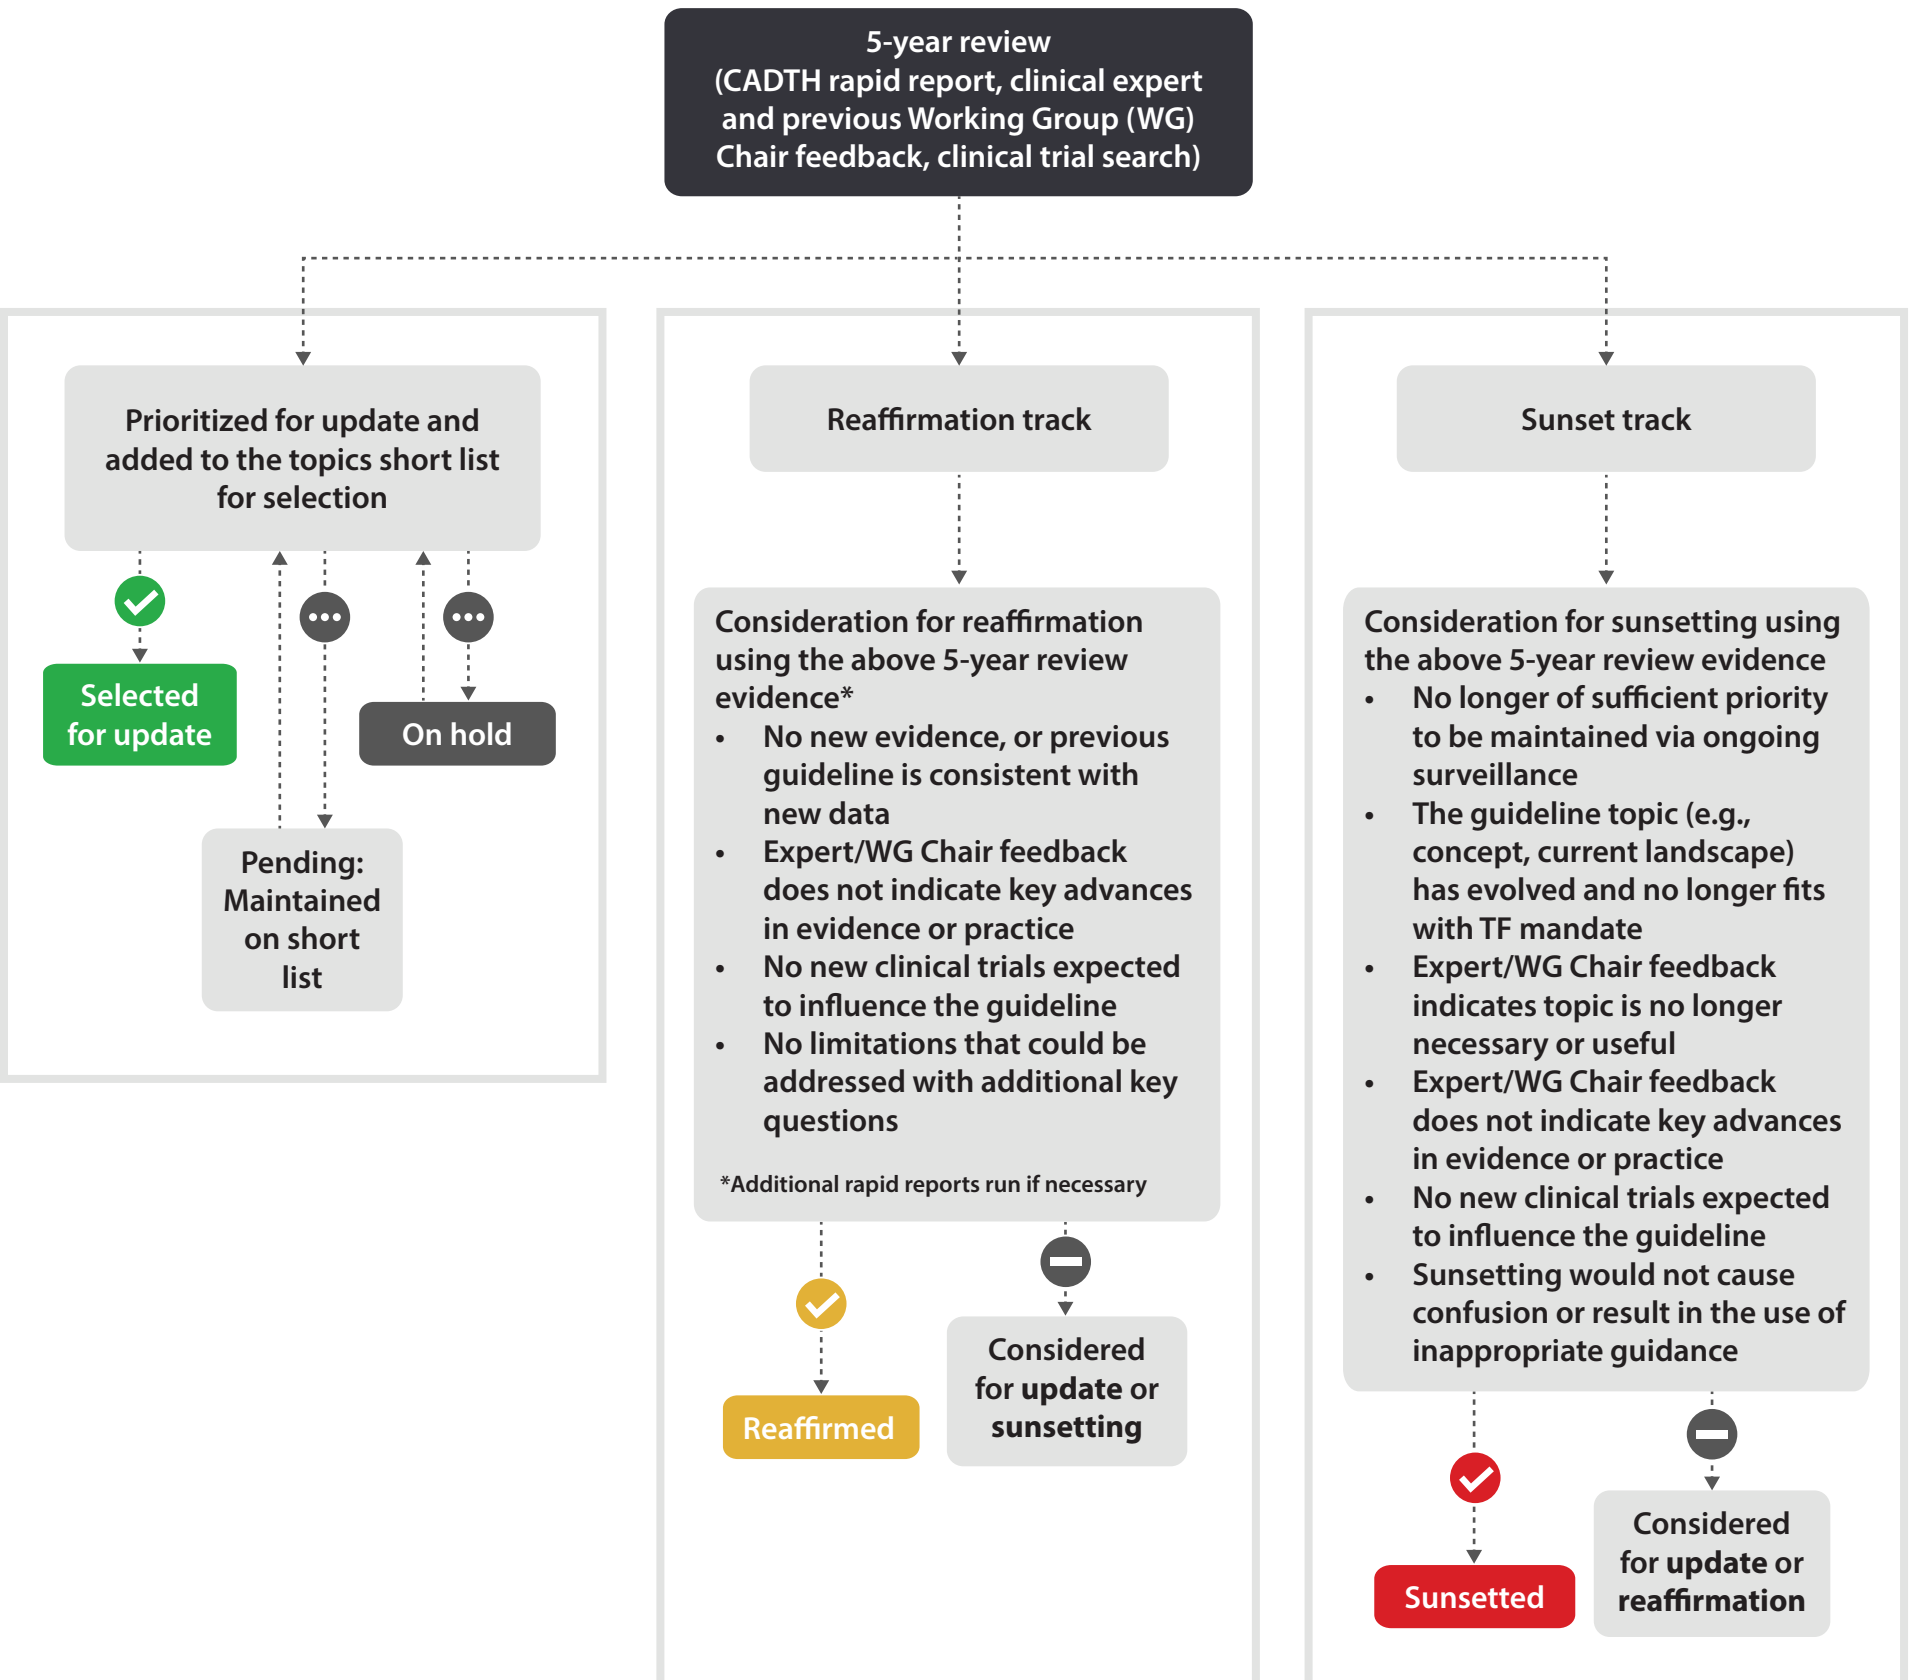 5-year review
(CADTH rapid report, clinical expert
and previous Working Group (WG)
Chair feedback, clinical trial search)
Prioritized for update and
added to the topics short list
for selection
Selected
for update
On hold
Pending:
Maintained
on short
list
Reaffirmation track
Consideration for reaffirmation
using the above 5-year review
evidence*
• No new evidence, or previous
guideline is consistent with
new data
• Expert/WG Chair feedback
does not indicate key advances
in evidence or practice
• No new clinical trials expected
to influence the guideline
• No limitations that could be
addressed with additional key
questions
*Additional rapid reports run if necessary
Reaffirmed
Considered
for update or
sunsetting
Sunset track
Consideration for sunsetting using
the above 5-year review evidence
• No longer of sufficient priority
to be maintained via ongoing
surveillance
• The guideline topic (e.g.,
concept, current landscape)
has evolved and no longer fits
with TF mandate
• Expert/WG Chair feedback
indicates topic is no longer
necessary or useful
• Expert/WG Chair feedback
does not indicate key advances
in evidence or practice
• No new clinical trials expected
to influence the guideline
• Sunsetting would not cause
confusion or result in the use of
inappropriate guidance
Sunsetted
Considered
for update or
reaffirmation